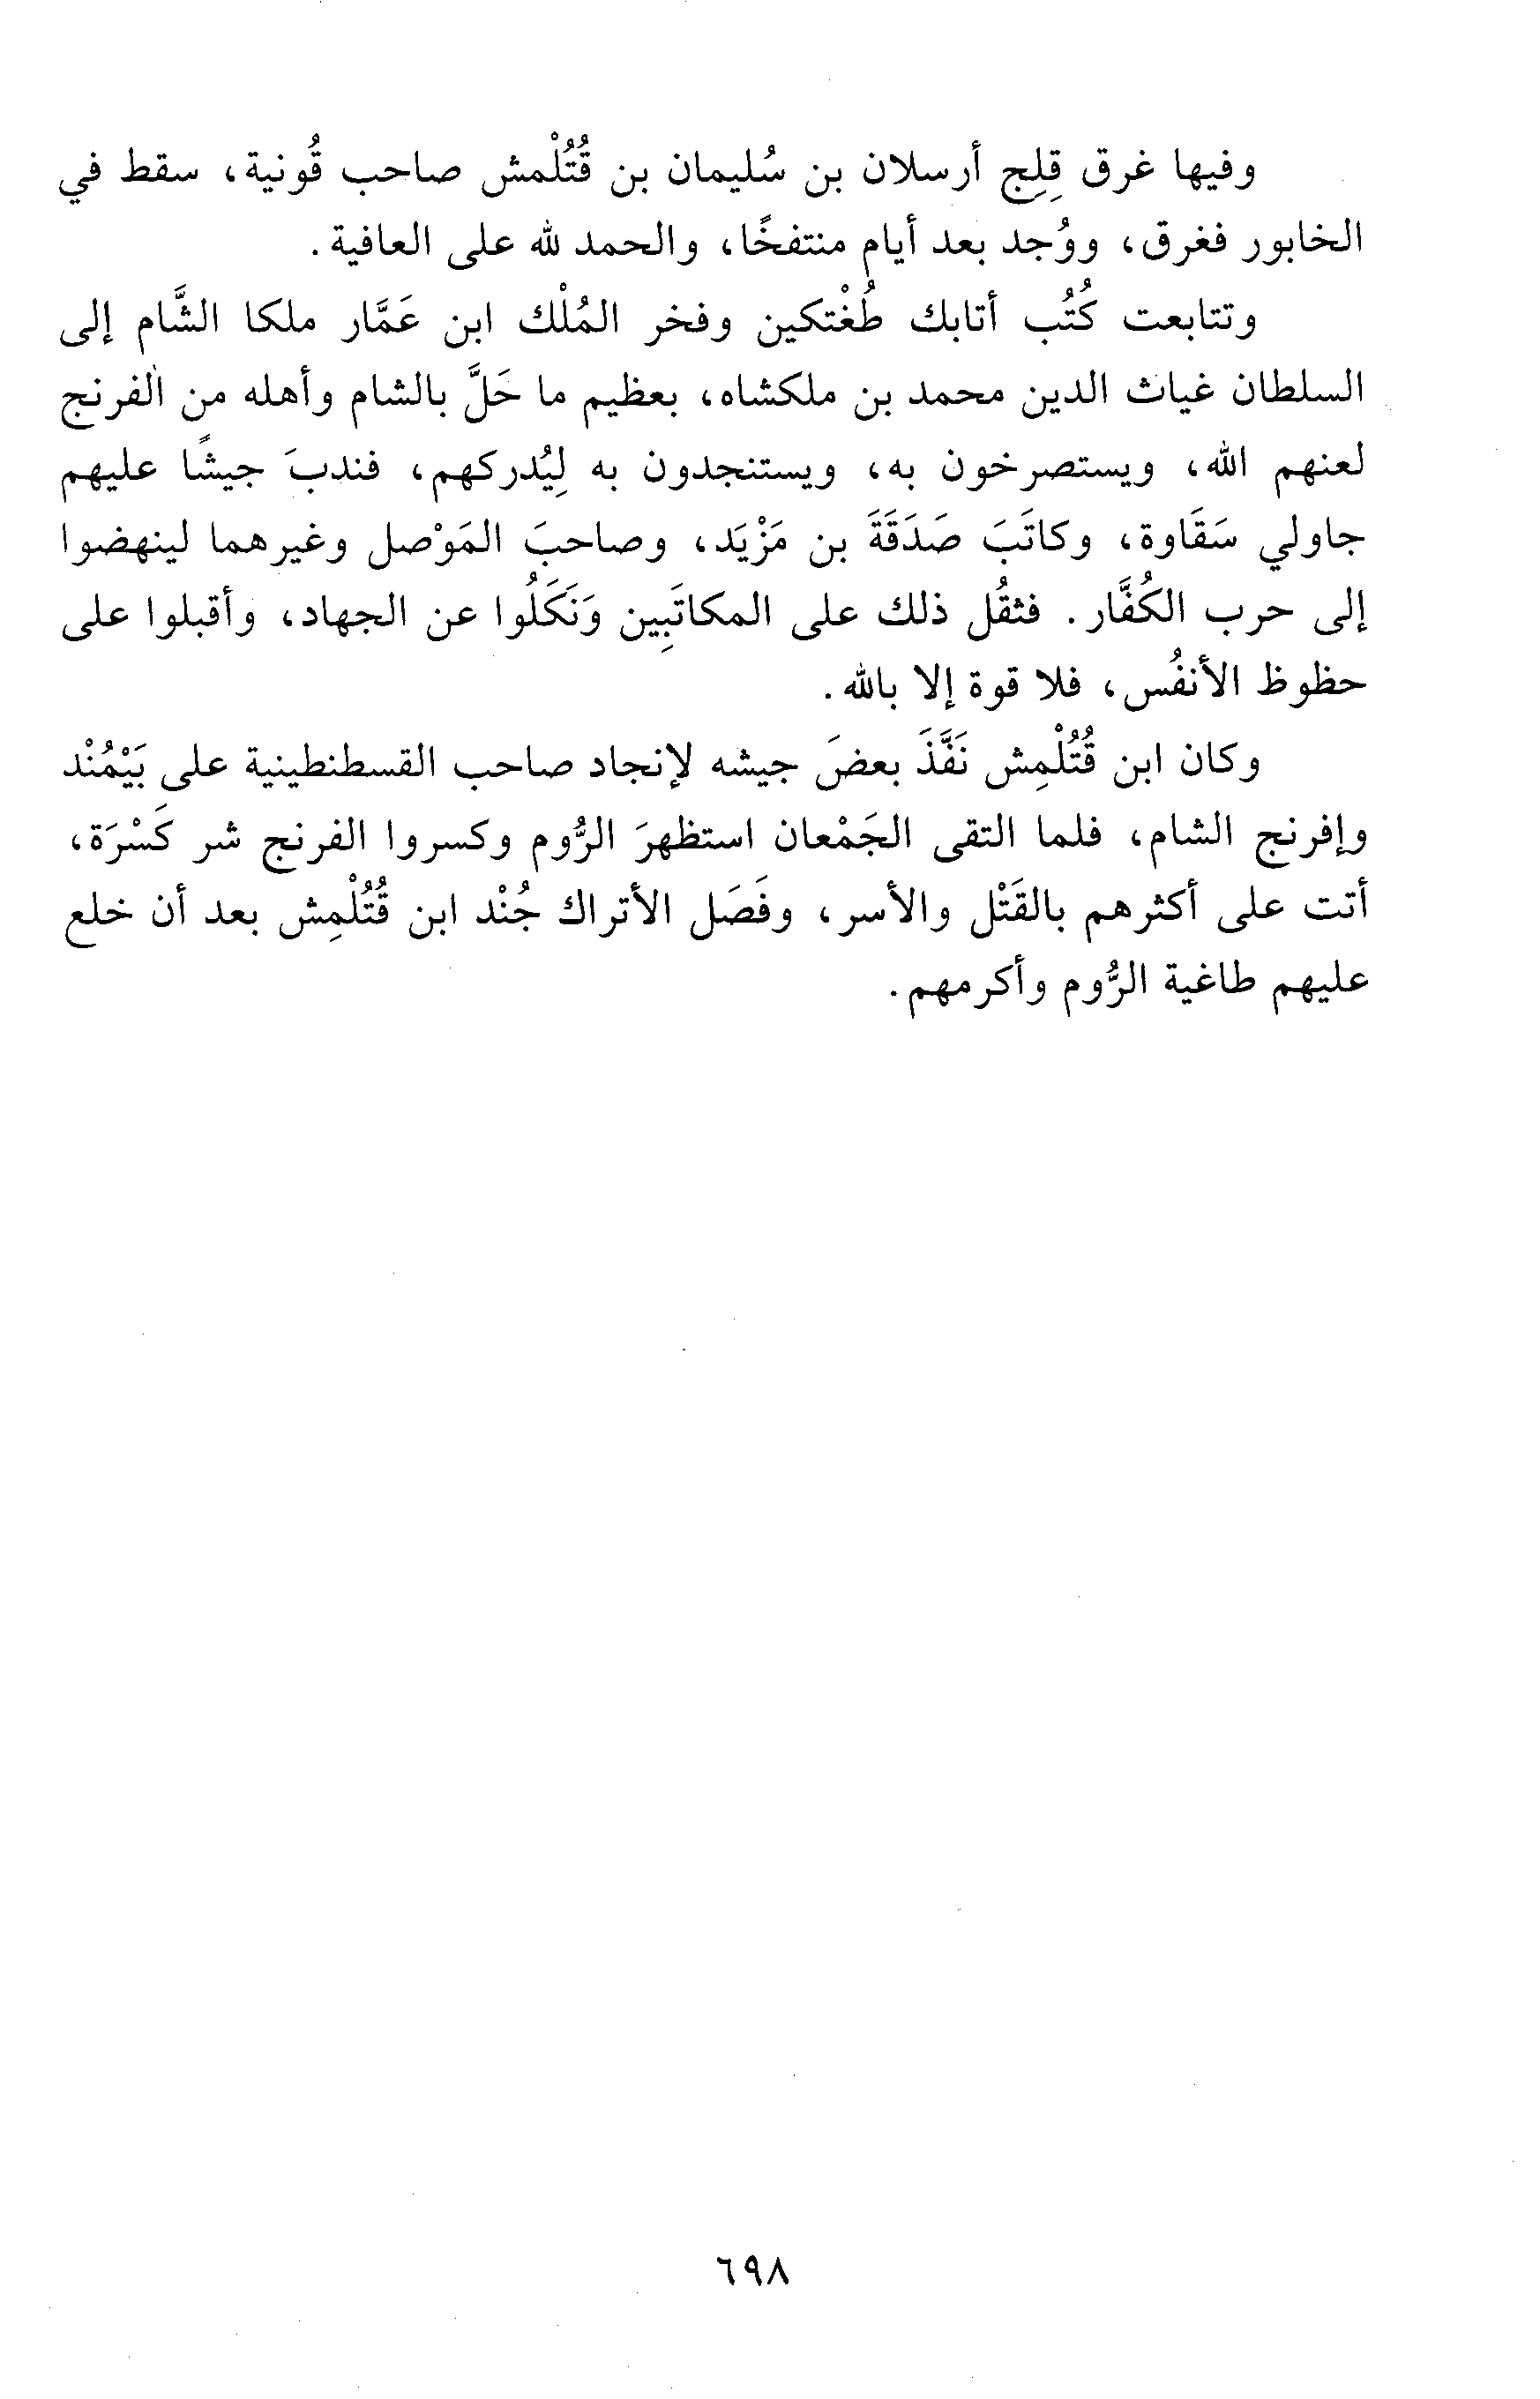 وفيها غرق قِلِج أرسلان بن سُليمان بن قُتُلْمش صاحب قُونية، سقط في
الخابور فغرق، ووُجد بعد أيام منتفخًا، والحمد لله على العافية.
وتتابعت كُتُب أتابك طُغْتكين وفخر المُلْك ابن عَمَّار ملكا الشَّام إلى
السلطان غياث الدين محمد بن ملكشاه، بعظيم ما حَلَّ بالشام وأهله من الفرنج
لعنهم الله، ويستصرخون به، ويستنجدون به لِيُدركهم، فندبَ جيشًا عليهم
جاولي سَقَاوة، وكاتَبَ صَدَقَةَ بن مَزْيَد، وصاحبَ المَوْصل وغيرهما لينهضوا
إلى حرب الكُفَّار. فثقُل ذلك على المكاتَبِين وَنَكَلُوا عن الجهاد، وأقبلوا على
حظوظ الأنفُس، فلا قوة إلا بالله.
وكان ابن قُتُلْمِش نَفَّذَ بعضَ جيشه لإنجاد صاحب القسطنطينية على بَيْمُنْد
وإفرنج الشام، فلما التقى الجَمْعان استظهرَ الرُّوم وكسروا الفرنج شر كَسْرَة،
أتت على أكثرهم بالقَتْل والأسر، وفَصَل الأتراك جُنْد ابن قُتُلْمِش بعد أن خلع
عليهم طاغية الرُّوم وأكرمهم.
٦٩٨